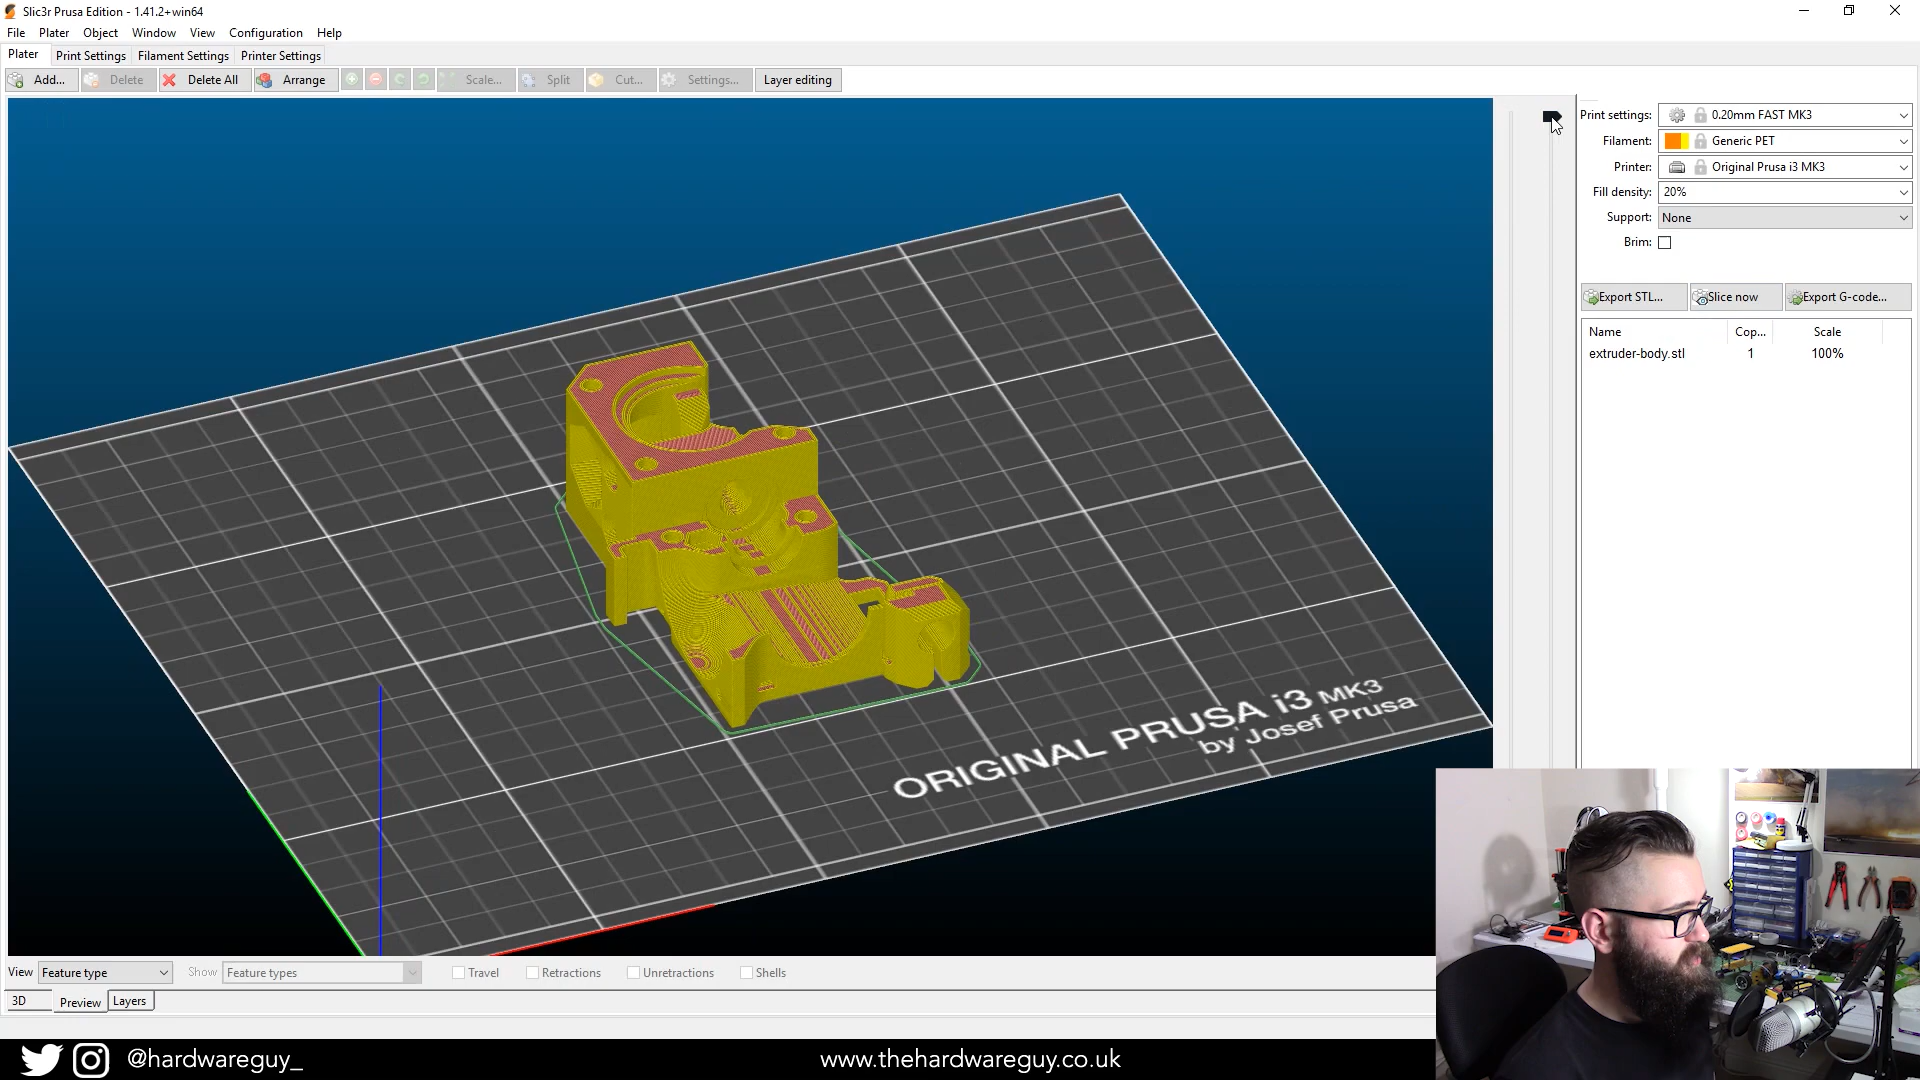 Slic3r Prusa Edition - 1.41.2+win64
File Plater Object Window View Configuration Help
Plater Print Settings Filament Settings Printer Settings
Add... Delete Delete All Arrange Scale... Split Cut... Settings... Layer editing
Print settings: 0.20mm FAST MK3
Filament: Generic PET
Printer: Original Prusa i3 MK3
Fill density: 20%
Support: None
Brim:
Export STL... Slice now Export G-code...
Name Cop... Scale
extruder-body.stl 1 100%
ORIGINAL PRUSA i3 MK3
by Josef Prusa
View Feature type Show Feature types Travel Retractions Unretractions Shells
3D Preview Layers
@hardwareguy_ www.thehardwareguy.co.uk